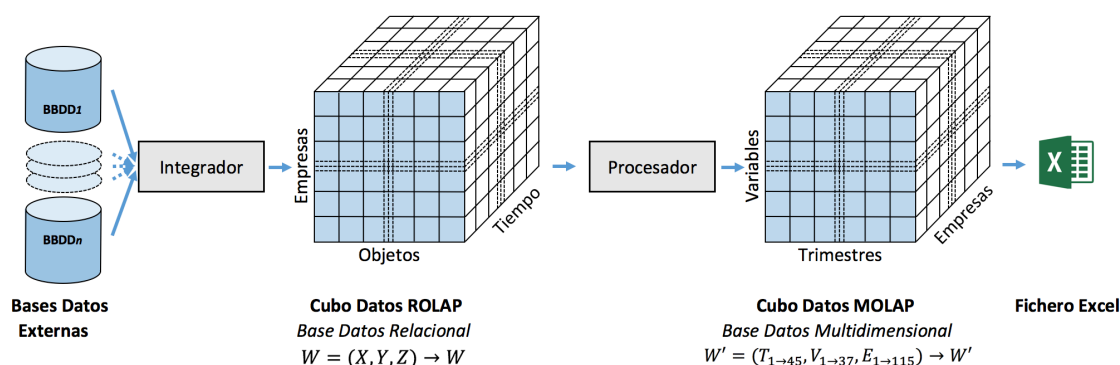 BBDD1
BBDDn
Bases Datos
Externas
Integrador
Empresas
Objetos
Tiempo
Cubo Datos ROLAP
Base Datos Relacional
W = (X, Y, Z) → W
Procesador
Variables
Trimestres
Empresas
Cubo Datos MOLAP
Base Datos Multidimensional
W′ = (T₁→₄₅, V₁→₃₇, E₁→₁₁₅) → W′
X
Fichero Excel